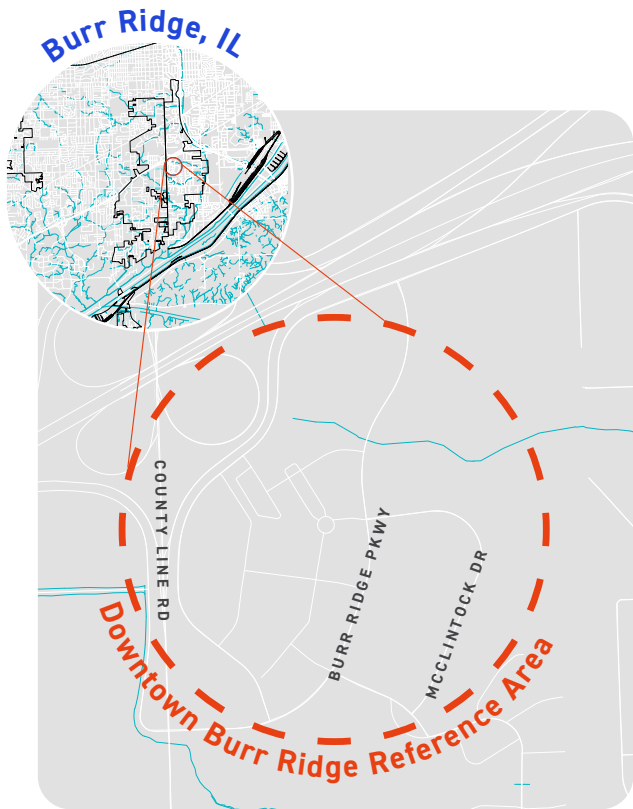 Burr Ridge, IL
COUNTY LINE RD
BURR RIDGE PKWY
MCCLINTOCK DR
Downtown Burr Ridge Reference Area